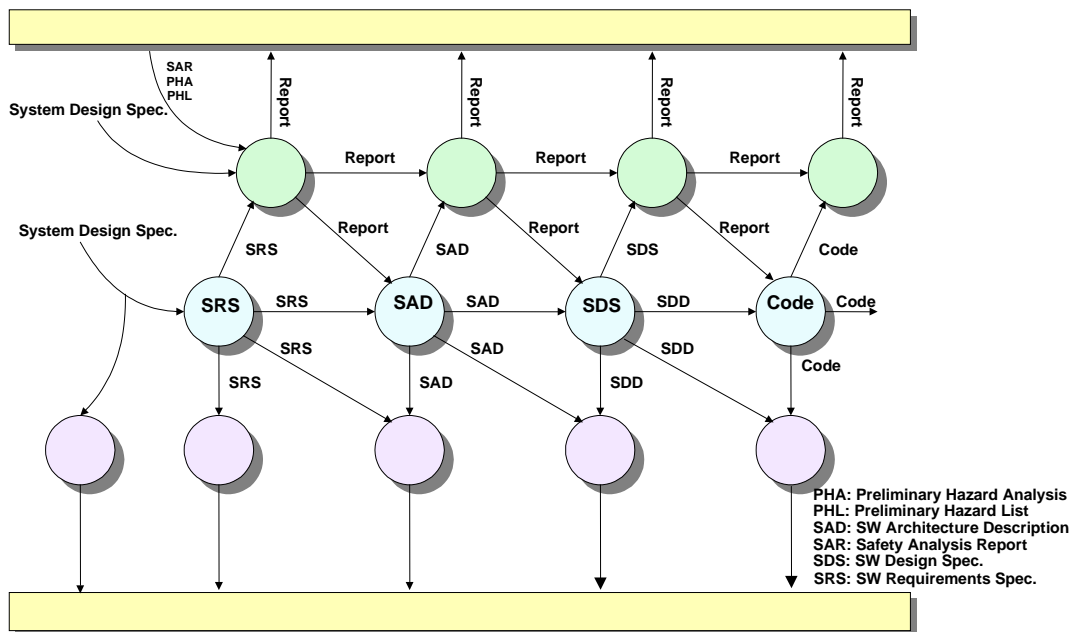 SAR
PHA
PHL
System Design Spec.
Report
Report
Report
Report
Report
Report
Report
System Design Spec.
SRS
Report
SAD
Report
SDS
Report
Code
SRS
SRS
SAD
SAD
SDS
SDD
Code
Code
SRS
SAD
SDD
SRS
SAD
SDD
Code
PHA: Preliminary Hazard Analysis
PHL: Preliminary Hazard List
SAD: SW Architecture Description
SAR: Safety Analysis Report
SDS: SW Design Spec.
SRS: SW Requirements Spec.